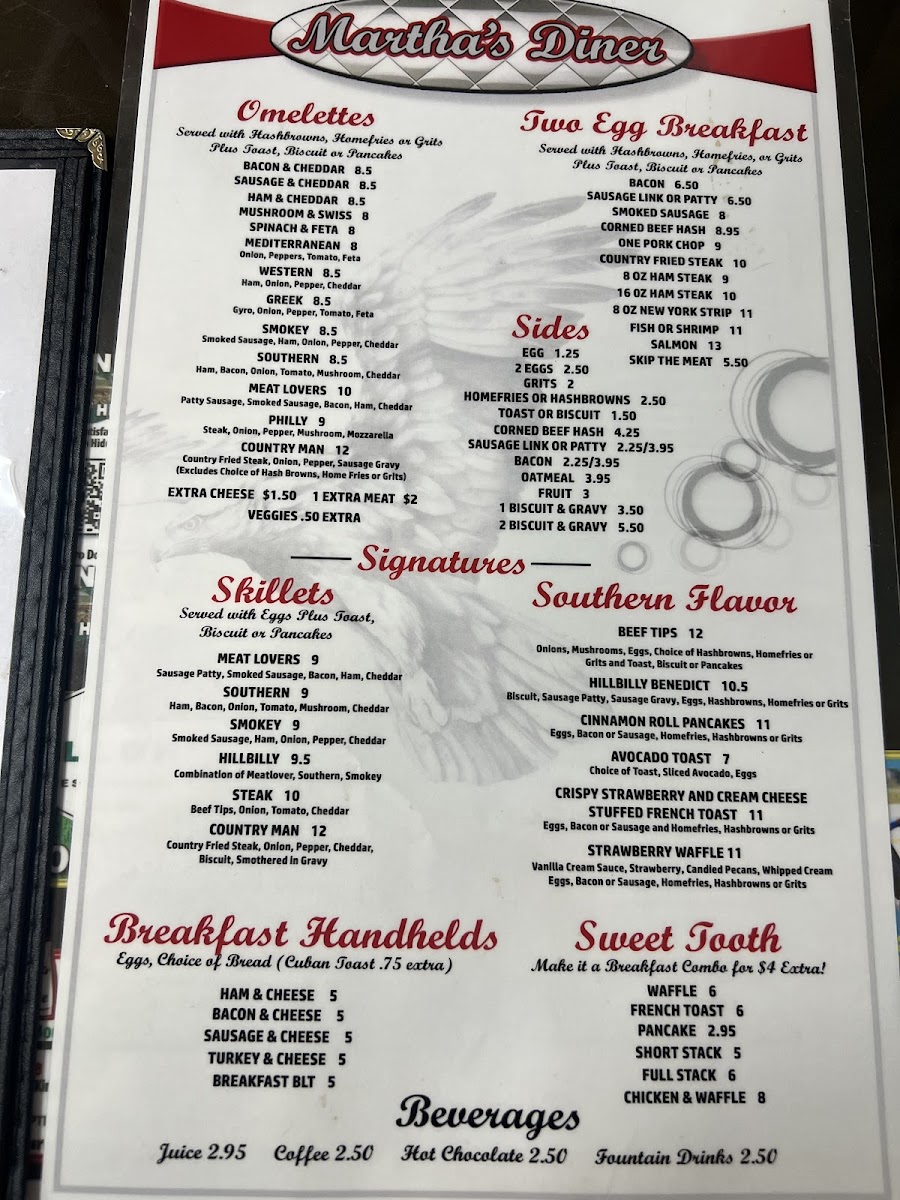 Martha's Diner
Omelettes
Served with Hashbrowns, Homefries or Grits
Plus Toast, Biscuit or Pancakes
BACON & CHEDDAR 8.5
SAUSAGE & CHEDDAR 8.5
HAM & CHEDDAR 8.5
MUSHROOM & SWISS 8
SPINACH & FETA 8
MEDITERRANEAN 8
Onion, Peppers, Tomato, Feta
WESTERN 8.5
Ham, Onion, Pepper, Cheddar
GREEK 8.5
Gyro, Onion, Pepper, Tomato, Feta
SMOKEY 8.5
Smoked Sausage, Ham, Onion, Pepper, Cheddar
SOUTHERN 8.5
Ham, Bacon, Onion, Tomato, Mushroom, Cheddar
MEAT LOVERS 10
Patty Sausage, Smoked Sausage, Bacon, Ham, Cheddar
PHILLY 9
Steak, Onion, Pepper, Mushroom, Mozzarella
COUNTRY MAN 12
Country Fried Steak, Onion, Pepper, Sausage Gravy
(Excludes Choice of Hash Browns, Home Fries or Grits)
EXTRA CHEESE $1.50 1 EXTRA MEAT $2
VEGGIES .50 EXTRA
Two Egg Breakfast
Served with Hashbrowns, Homefries, or Grits
Plus Toast, Biscuit or Pancakes
BACON 6.50
SAUSAGE LINK OR PATTY 6.50
SMOKED SAUSAGE 8
CORNED BEEF HASH 8.95
ONE PORK CHOP 9
COUNTRY FRIED STEAK 10
8 OZ HAM STEAK 9
16 OZ HAM STEAK 10
8 OZ NEW YORK STRIP 11
FISH OR SHRIMP 11
SALMON 13
SKIP THE MEAT 5.50
Sides
EGG 1.25
2 EGGS 2.50
GRITS 2
HOMEFRIES OR HASHBROWNS 2.50
TOAST OR BISCUIT 1.50
CORNED BEEF HASH 4.25
SAUSAGE LINK OR PATTY 2.25/3.95
BACON 2.25/3.95
OATMEAL 3.95
FRUIT 3
1 BISCUIT & GRAVY 3.50
2 BISCUIT & GRAVY 5.50
Signatures
Skillets
Served with Eggs Plus Toast,
Biscuit or Pancakes
MEAT LOVERS 9
Sausage Patty, Smoked Sausage, Bacon, Ham, Cheddar
SOUTHERN 9
Ham, Bacon, Onion, Tomato, Mushroom, Cheddar
SMOKEY 9
Smoked Sausage, Ham, Onion, Pepper, Cheddar
HILLBILLY 9.5
Combination of Meatlover, Southern, Smokey
STEAK 10
Beef Tips, Onion, Tomato, Cheddar
COUNTRY MAN 12
Country Fried Steak, Onion, Pepper, Cheddar,
Biscuit, Smothered in Gravy
Southern Flavor
BEEF TIPS 12
Onions, Mushrooms, Eggs, Choice of Hashbrowns, Homefries or
Grits and Toast, Biscuit or Pancakes
HILLBILLY BENEDICT 10.5
Biscuit, Sausage Patty, Sausage Gravy, Eggs, Hashbrowns, Homefries or Grits
CINNAMON ROLL PANCAKES 11
Eggs, Bacon or Sausage, Homefries, Hashbrowns or Grits
AVOCADO TOAST 7
Choice of Toast, Sliced Avocado, Eggs
CRISPY STRAWBERRY AND CREAM CHEESE
STUFFED FRENCH TOAST 11
Eggs, Bacon or Sausage and Homefries, Hashbrowns or Grits
STRAWBERRY WAFFLE 11
Vanilla Cream Sauce, Strawberry, Candied Pecans, Whipped Cream
Eggs, Bacon or Sausage, Homefries, Hashbrowns or Grits
Breakfast Handhelds
Eggs, Choice of Bread (Cuban Toast .75 extra)
HAM & CHEESE 5
BACON & CHEESE 5
SAUSAGE & CHEESE 5
TURKEY & CHEESE 5
BREAKFAST BLT 5
Sweet Tooth
Make it a Breakfast Combo for $4 Extra!
WAFFLE 6
FRENCH TOAST 6
PANCAKE 2.95
SHORT STACK 5
FULL STACK 6
CHICKEN & WAFFLE 8
Beverages
Juice 2.95 Coffee 2.50 Hot Chocolate 2.50 Fountain Drinks 2.50